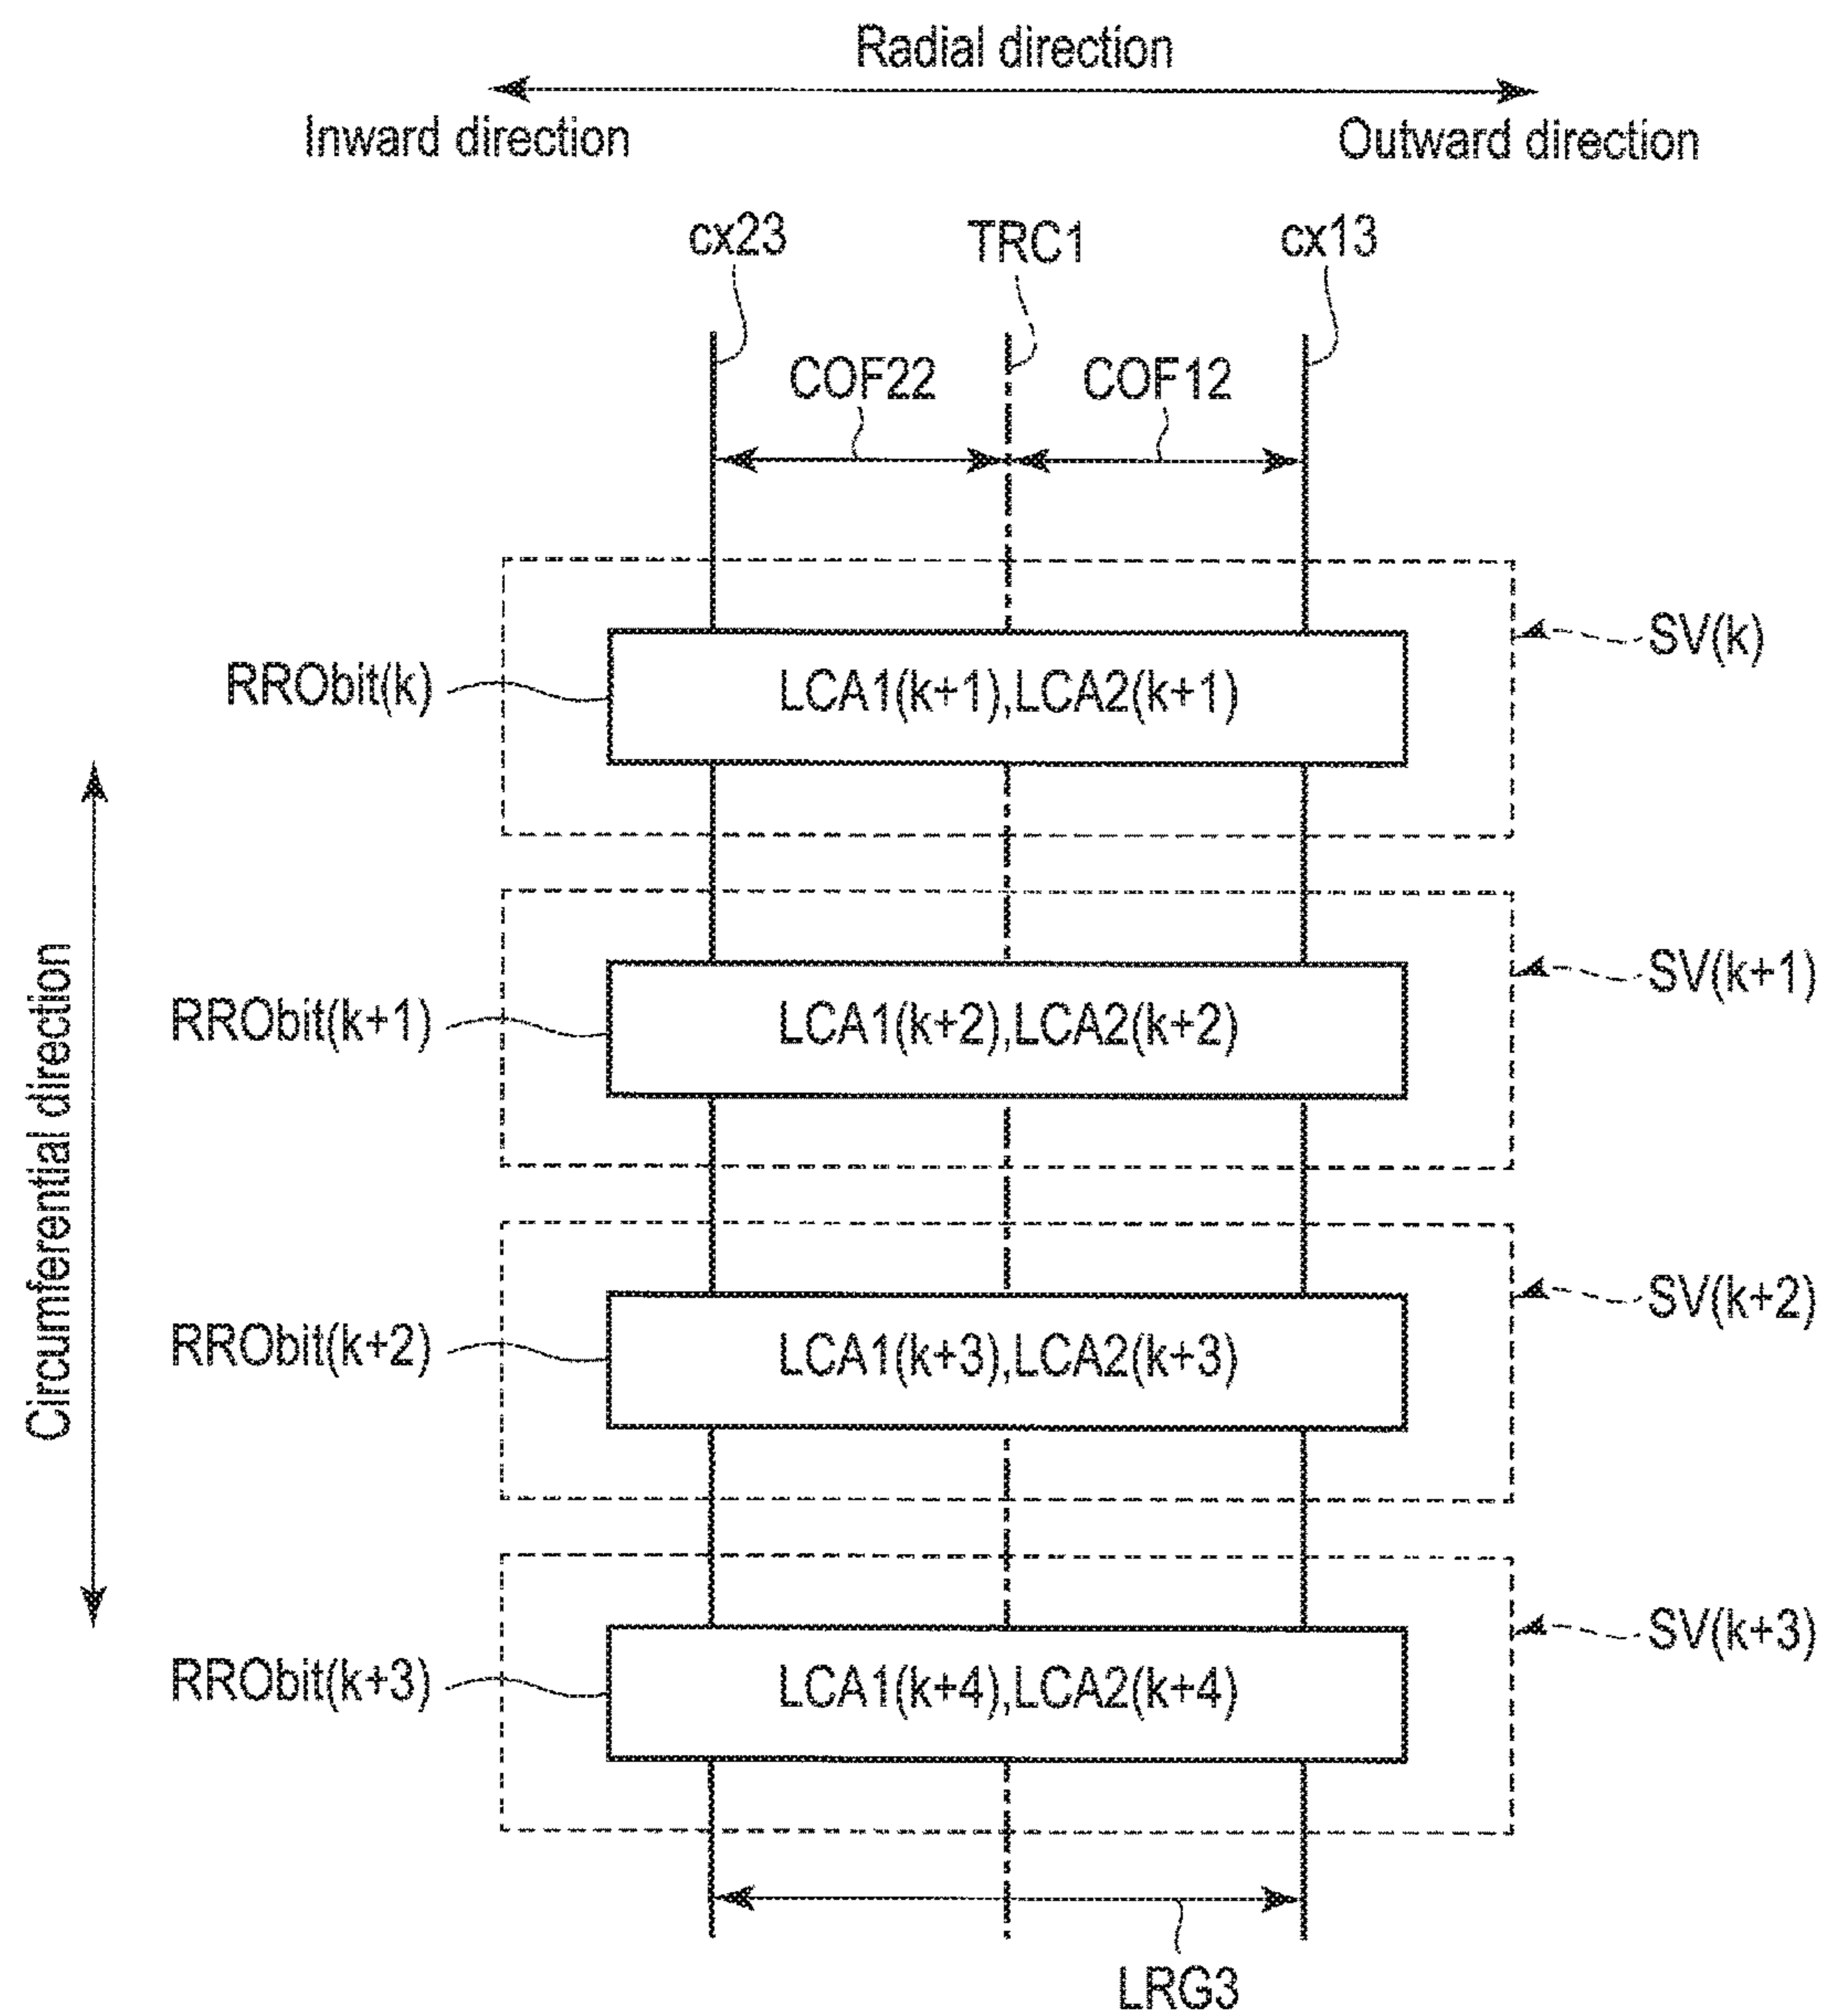 Radial direction
Inward direction
Outward direction
cx23
TRC1
cx13
COF22
COF12
RRObit(k)
LCA1(k+1),LCA2(k+1)
SV(k)
Circumferential direction
RRObit(k+1)
LCA1(k+2),LCA2(k+2)
SV(k+1)
RRObit(k+2)
LCA1(k+3),LCA2(k+3)
SV(k+2)
RRObit(k+3)
LCA1(k+4),LCA2(k+4)
SV(k+3)
LRG3